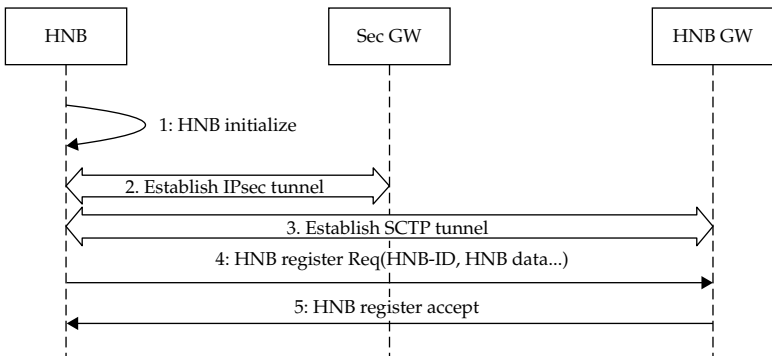 HNB
Sec GW
HNB GW
1: HNB initialize
2. Establish IPsec tunnel
3. Establish SCTP tunnel
4: HNB register Req(HNB-ID, HNB data...)
5: HNB register accept